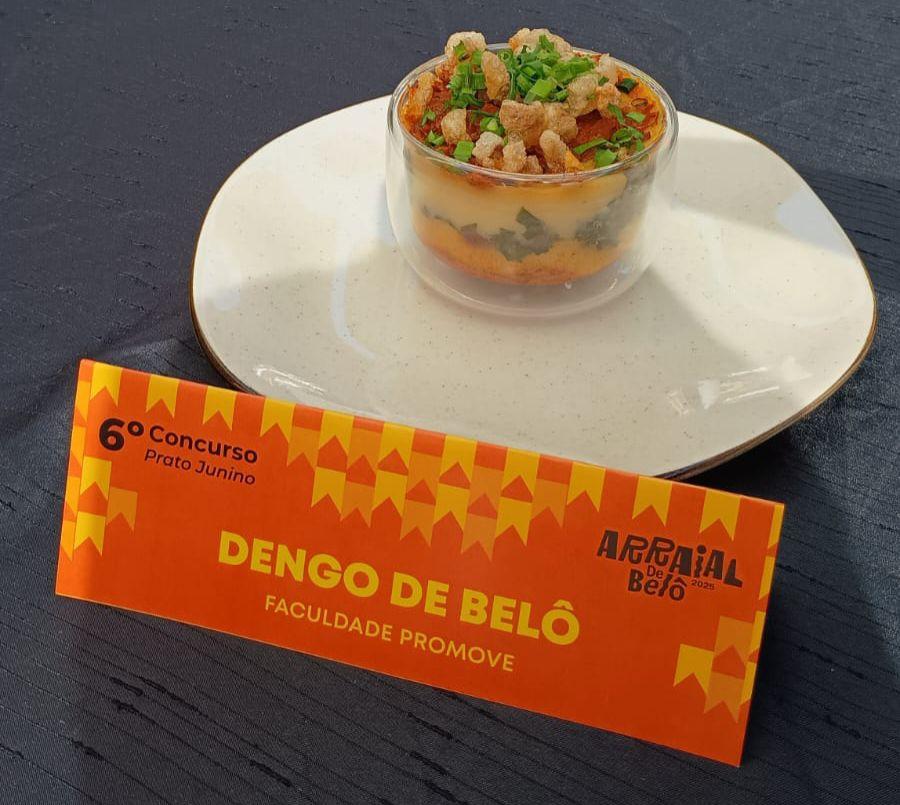 6º Concurso
Prato Junino
ARRAIAL
De
Belô 2025
DENGO DE BELÔ
FACULDADE PROMOVE